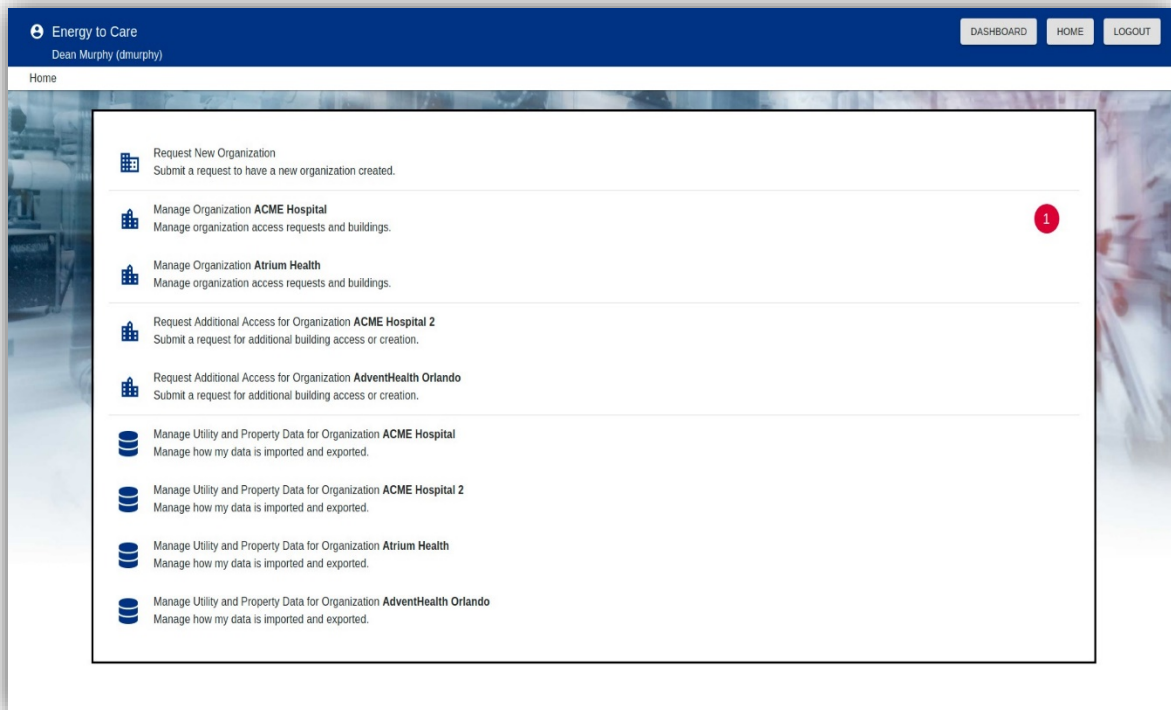 Energy to Care
DASHBOARD HOME LOGOUT
Dean Murphy (dmurphy)
Home
Request New Organization
Submit a request to have a new organization created.
Manage Organization ACME Hospital
Manage organization access requests and buildings.
1
Manage Organization Atrium Health
Manage organization access requests and buildings.
Request Additional Access for Organization ACME Hospital 2
Submit a request for additional building access or creation.
Request Additional Access for Organization AdventHealth Orlando
Submit a request for additional building access or creation.
Manage Utility and Property Data for Organization ACME Hospital
Manage how my data is imported and exported.
Manage Utility and Property Data for Organization ACME Hospital 2
Manage how my data is imported and exported.
Manage Utility and Property Data for Organization Atrium Health
Manage how my data is imported and exported.
Manage Utility and Property Data for Organization AdventHealth Orlando
Manage how my data is imported and exported.